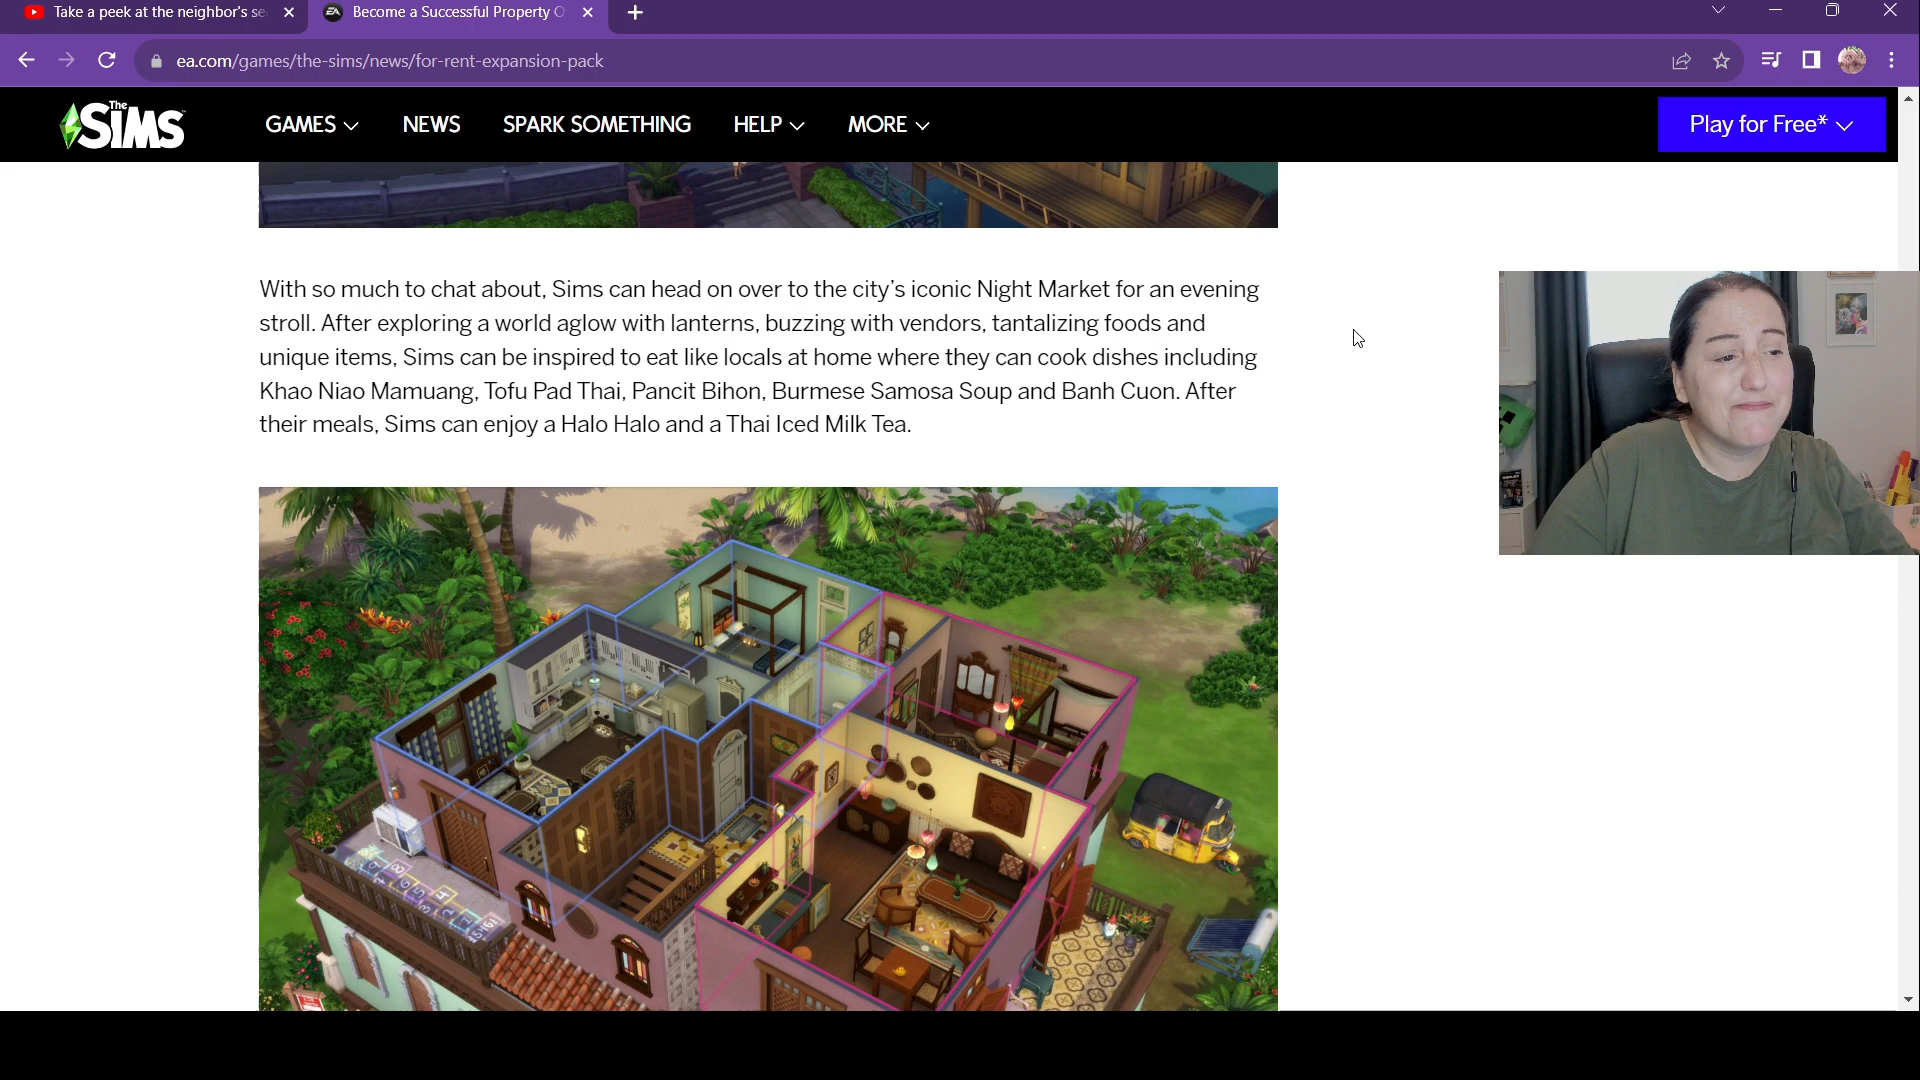 Take a peek at the neighbor's se
Become a Successful Property O
ea.com/games/the-sims/news/for-rent-expansion-pack
The SIMS
GAMES
NEWS
SPARK SOMETHING
HELP
MORE
Play for Free*
With so much to chat about, Sims can head on over to the city’s iconic Night Market for an evening
stroll. After exploring a world aglow with lanterns, buzzing with vendors, tantalizing foods and
unique items, Sims can be inspired to eat like locals at home where they can cook dishes including
Khao Niao Mamuang, Tofu Pad Thai, Pancit Bihon, Burmese Samosa Soup and Banh Cuon. After
their meals, Sims can enjoy a Halo Halo and a Thai Iced Milk Tea.